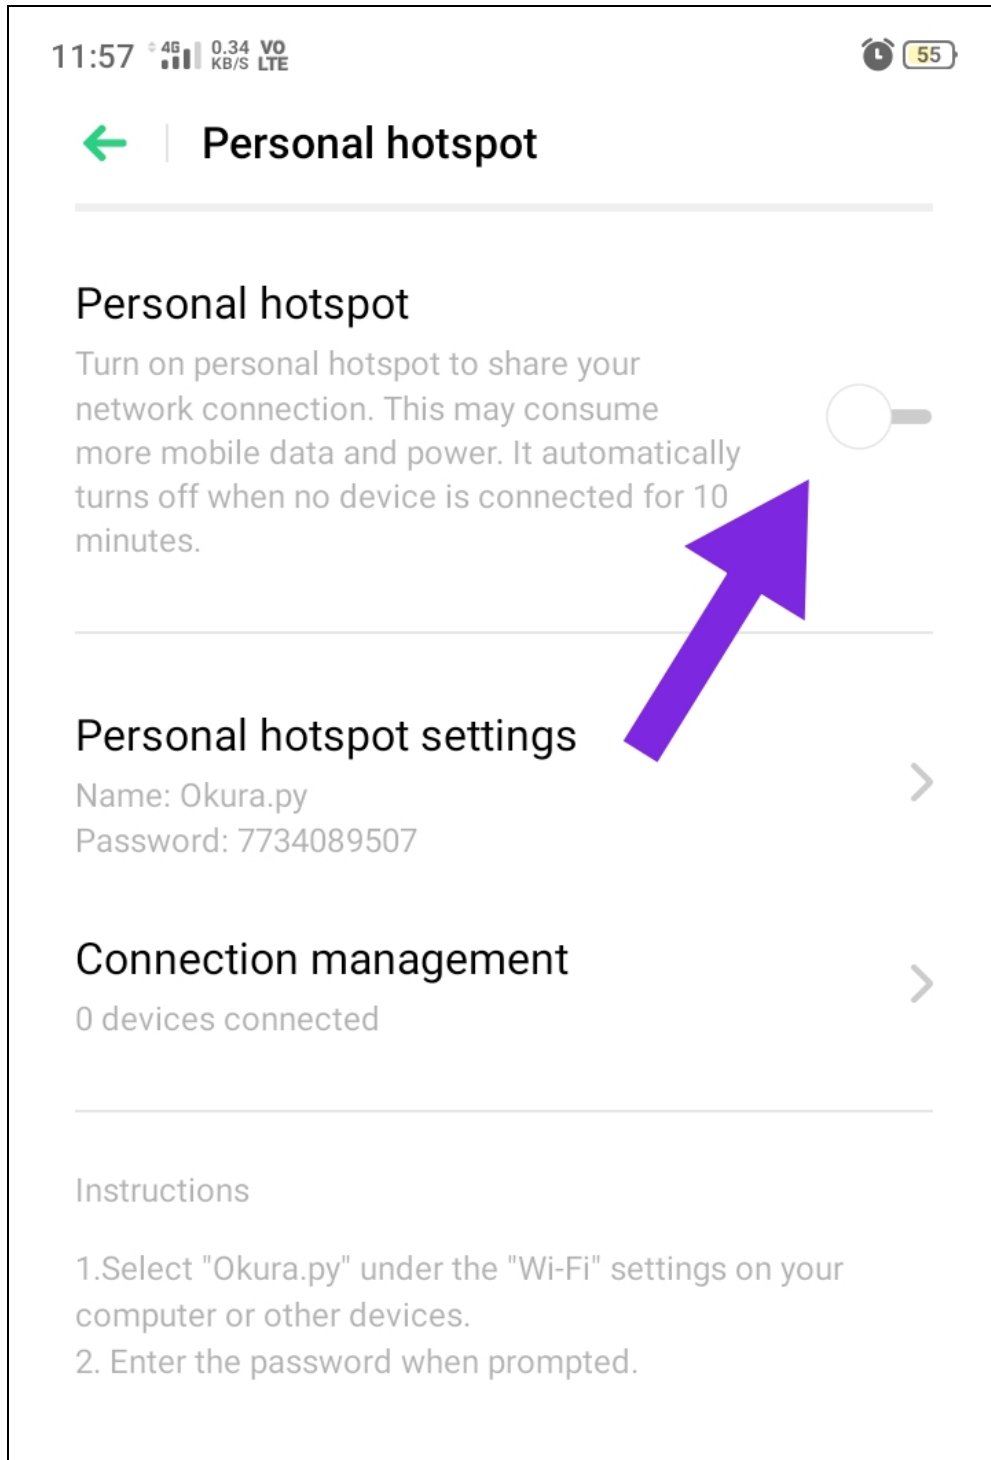 11:57 4G 0.34 KB/S VO LTE 55
Personal hotspot
Personal hotspot
Turn on personal hotspot to share your
network connection. This may consume
more mobile data and power. It automatically
turns off when no device is connected for 10
minutes.
Personal hotspot settings
Name: Okura.py
Password: 7734089507
Connection management
0 devices connected
Instructions
1.Select "Okura.py" under the "Wi-Fi" settings on your
computer or other devices.
2. Enter the password when prompted.